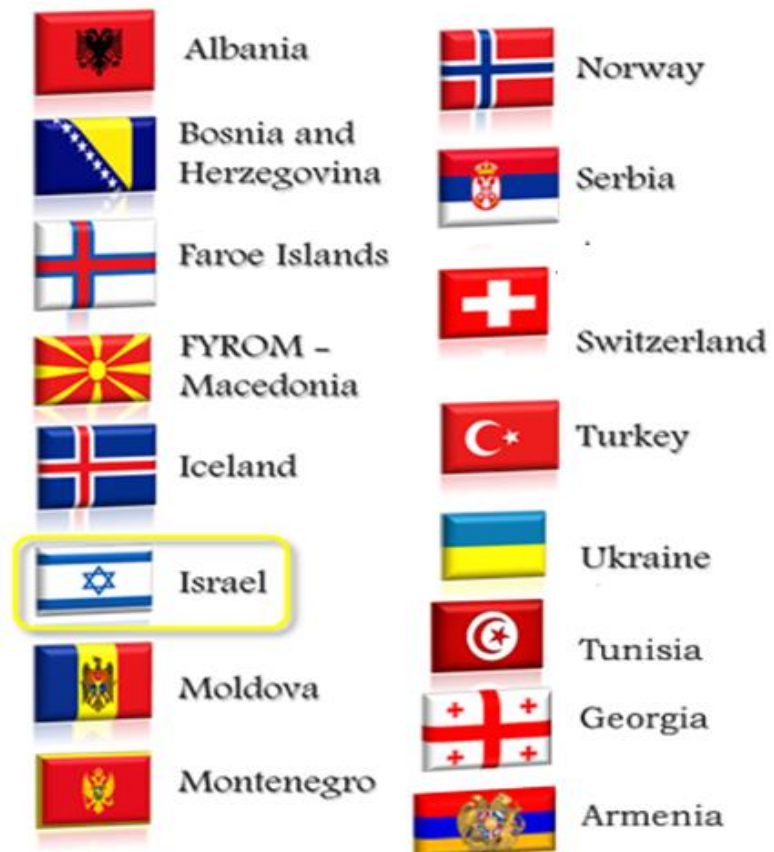 Albania
Bosnia and
Herzegovina
Faroe Islands
FYROM –
Macedonia
Iceland
Israel
Moldova
Montenegro
Norway
Serbia
Switzerland
Turkey
Ukraine
Tunisia
Georgia
Armenia